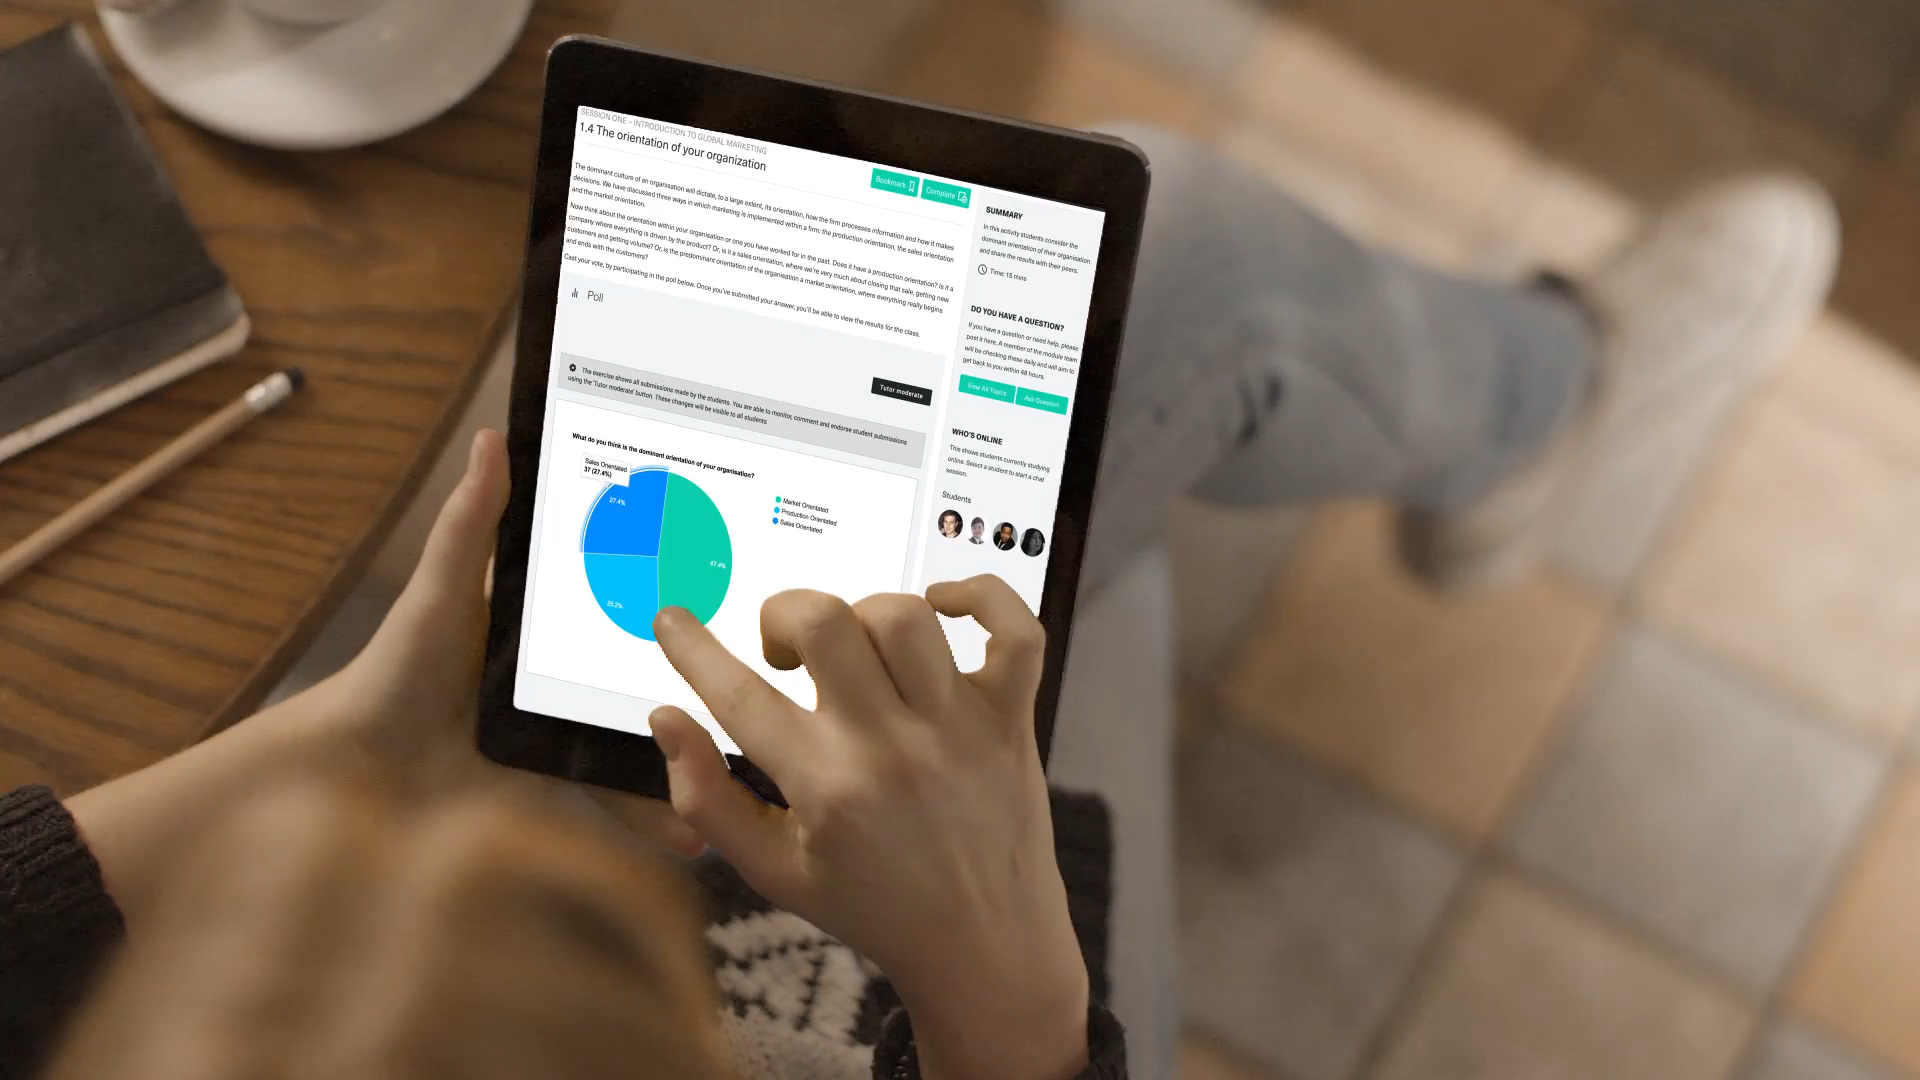 SESSION ONE - INTRODUCTION TO GLOBAL MARKETING
1.4 The orientation of your organization
Bookmark
Complete
The dominant culture of an organisation will dictate, to a large extent, its orientation, how the firm processes information and how it makes
decisions. We have discussed three ways in which marketing is implemented within a firm: the production orientation, the sales orientation
and the market orientation.
Now think about the orientation within your organisation or one you have worked for in the past. Does it have a production orientation? Is it a
company where everything is driven by the product? Or, is it a sales orientation, where we're very much about closing that sale, getting new
customers and getting volume? Or, is the predominant orientation of the organisation a market orientation, where everything really begins
and ends with the customers?
Cast your vote, by participating in the poll below. Once you've submitted your answer, you'll be able to view the results for the class.
Poll
Tutor moderate
The exercise shows all submissions made by the students. You are able to monitor, comment and endorse student submissions
using the 'Tutor moderate' button. These changes will be visible to all students
What do you think is the dominant orientation of your organisation?
Sales Orientated
37 (27.4%)
27.4%
47.4%
25.2%
Market Orientated
Production Orientated
Sales Orientated
SUMMARY
In this activity students consider the
dominant orientation of their organisation
and share the results with their peers.
Time: 15 mins
DO YOU HAVE A QUESTION?
If you have a question or need help, please
post it here. A member of the module team
will be checking these daily and will aim to
get back to you within 48 hours.
View All Topics
Ask Question
WHO'S ONLINE
This shows students currently studying
online. Select a student to start a chat
session.
Students